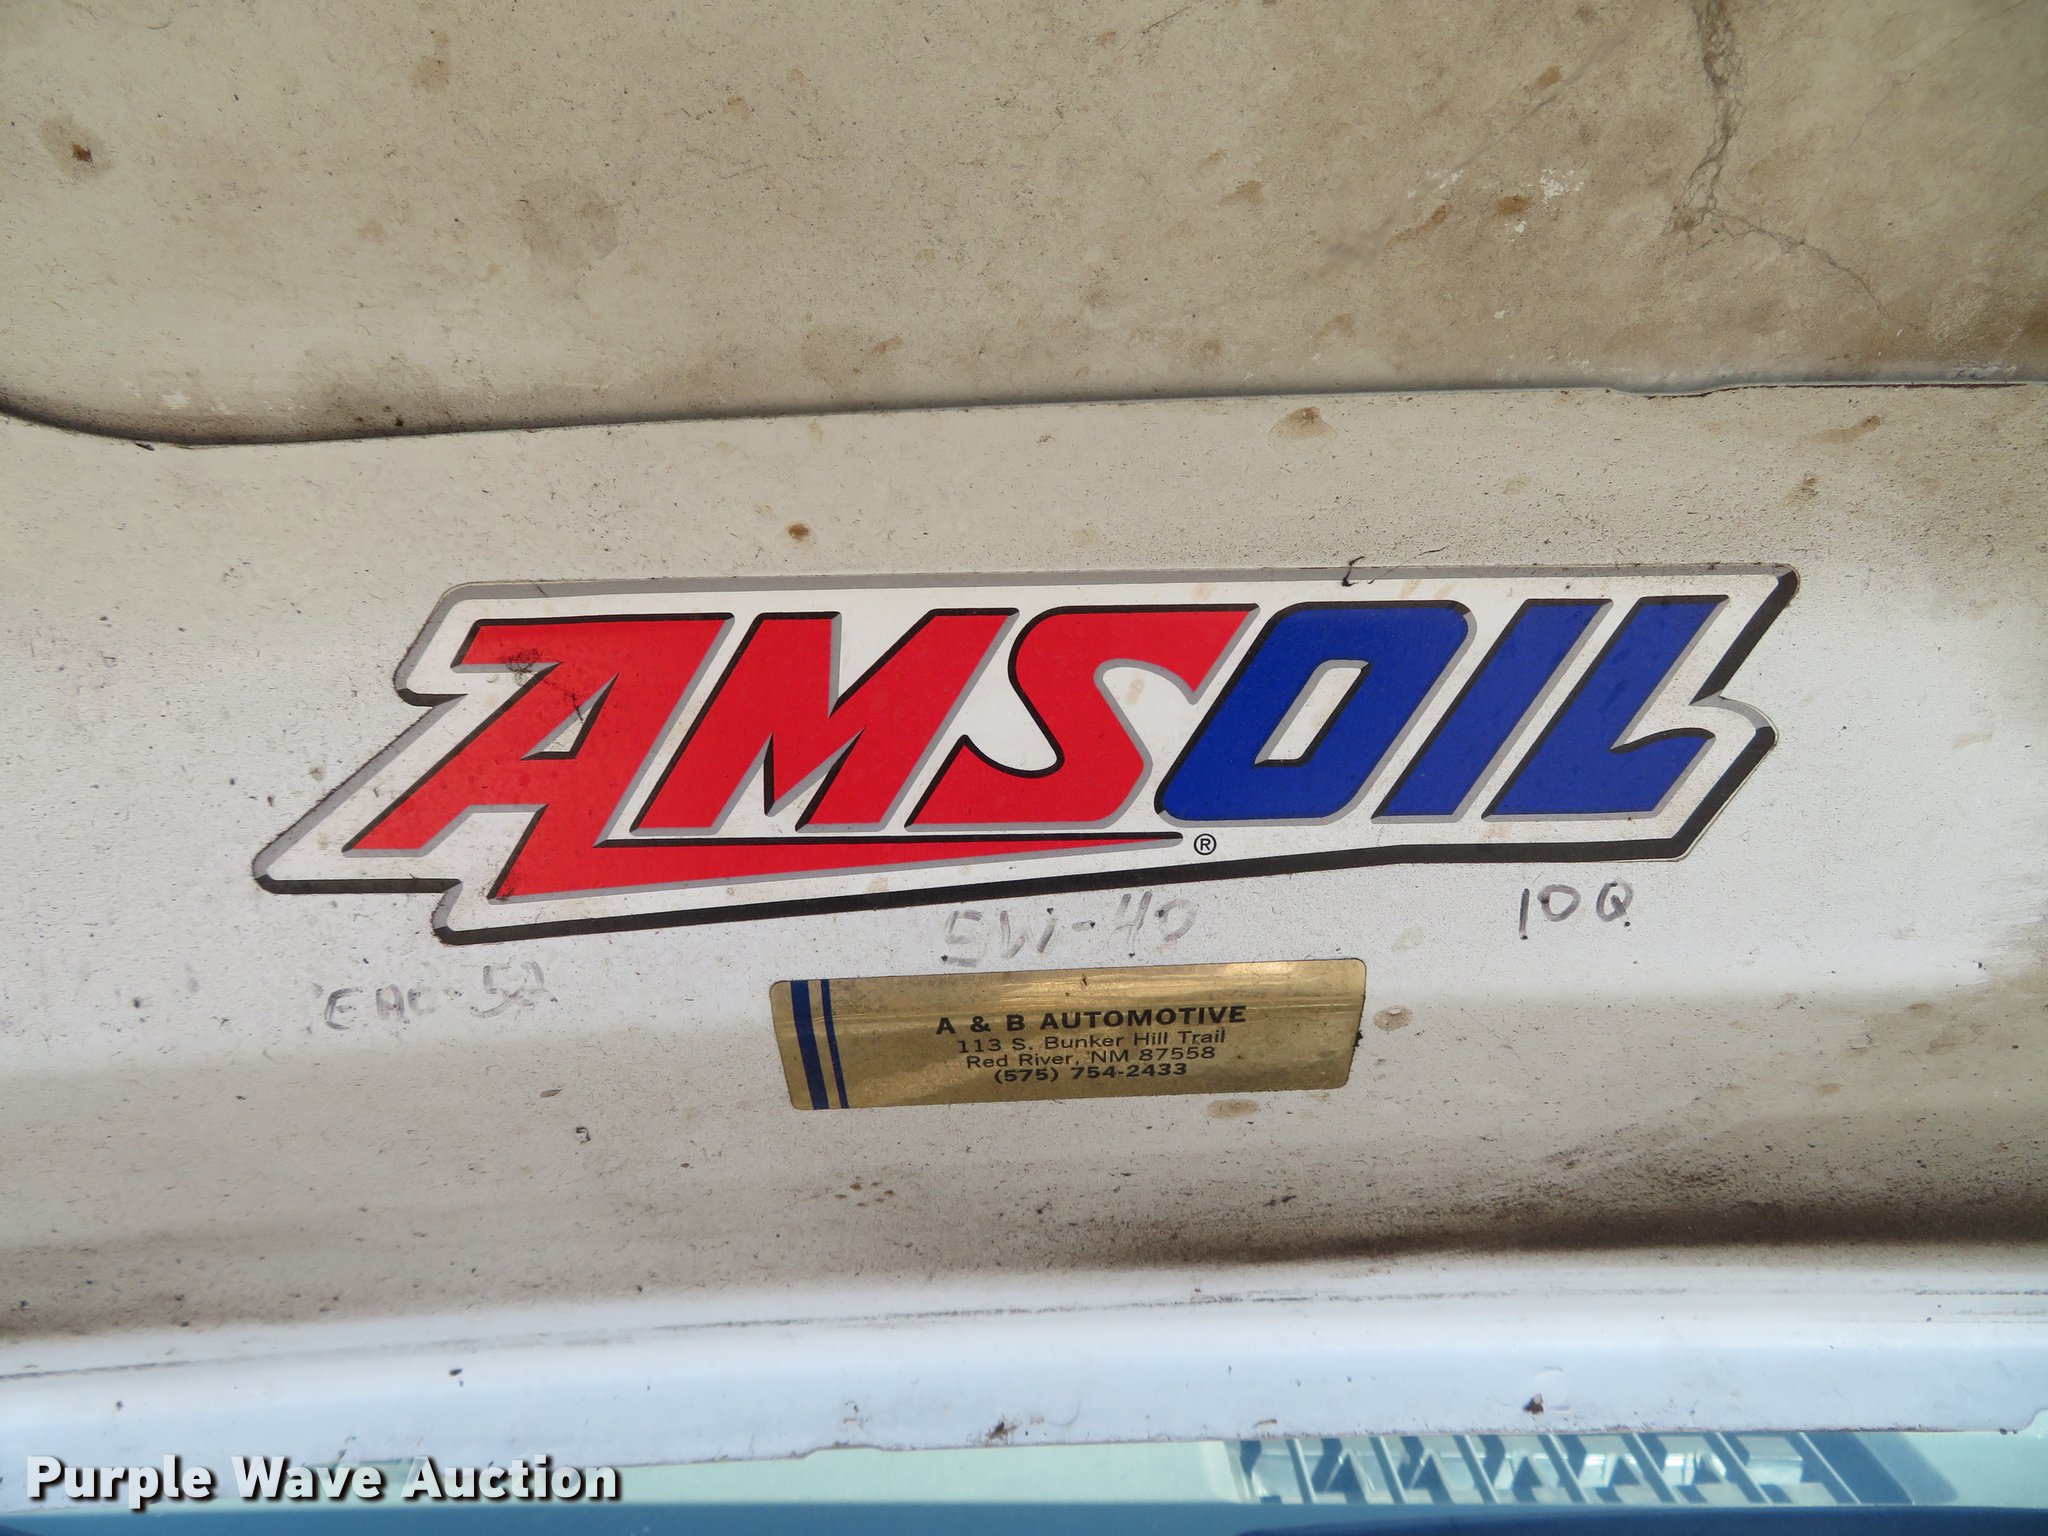 AMSOIL®
5W-40
10Q
A & B AUTOMOTIVE
113 S. Bunker Hill Trail
Red River, NM 87558
(575) 754-2433
Purple Wave Auction